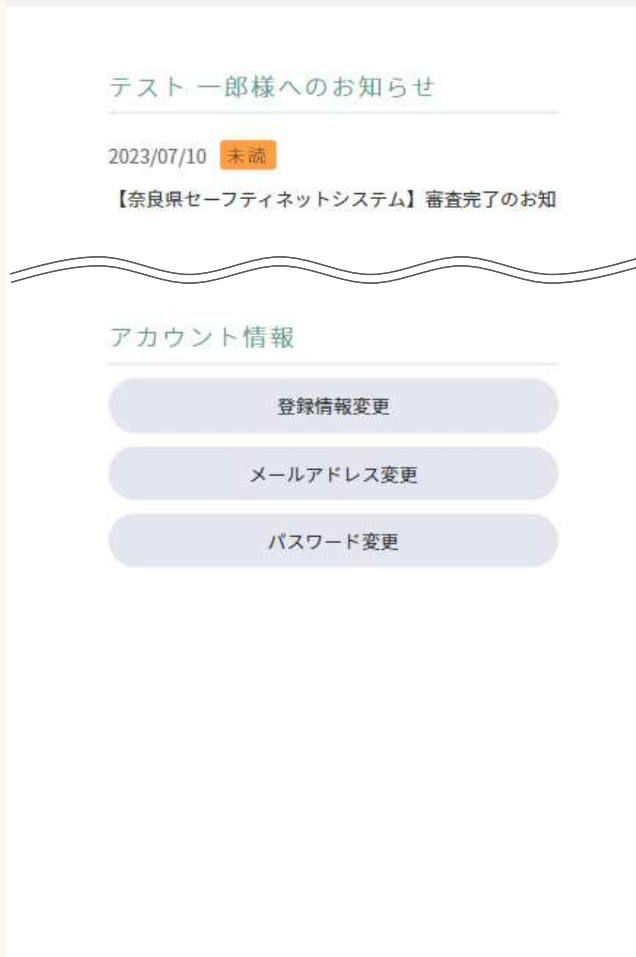 テスト 一郎様へのお知らせ
2023/07/10 未読
【奈良県セーフティネットシステム】審査完了のお知
アカウント情報
登録情報変更
メールアドレス変更
パスワード変更